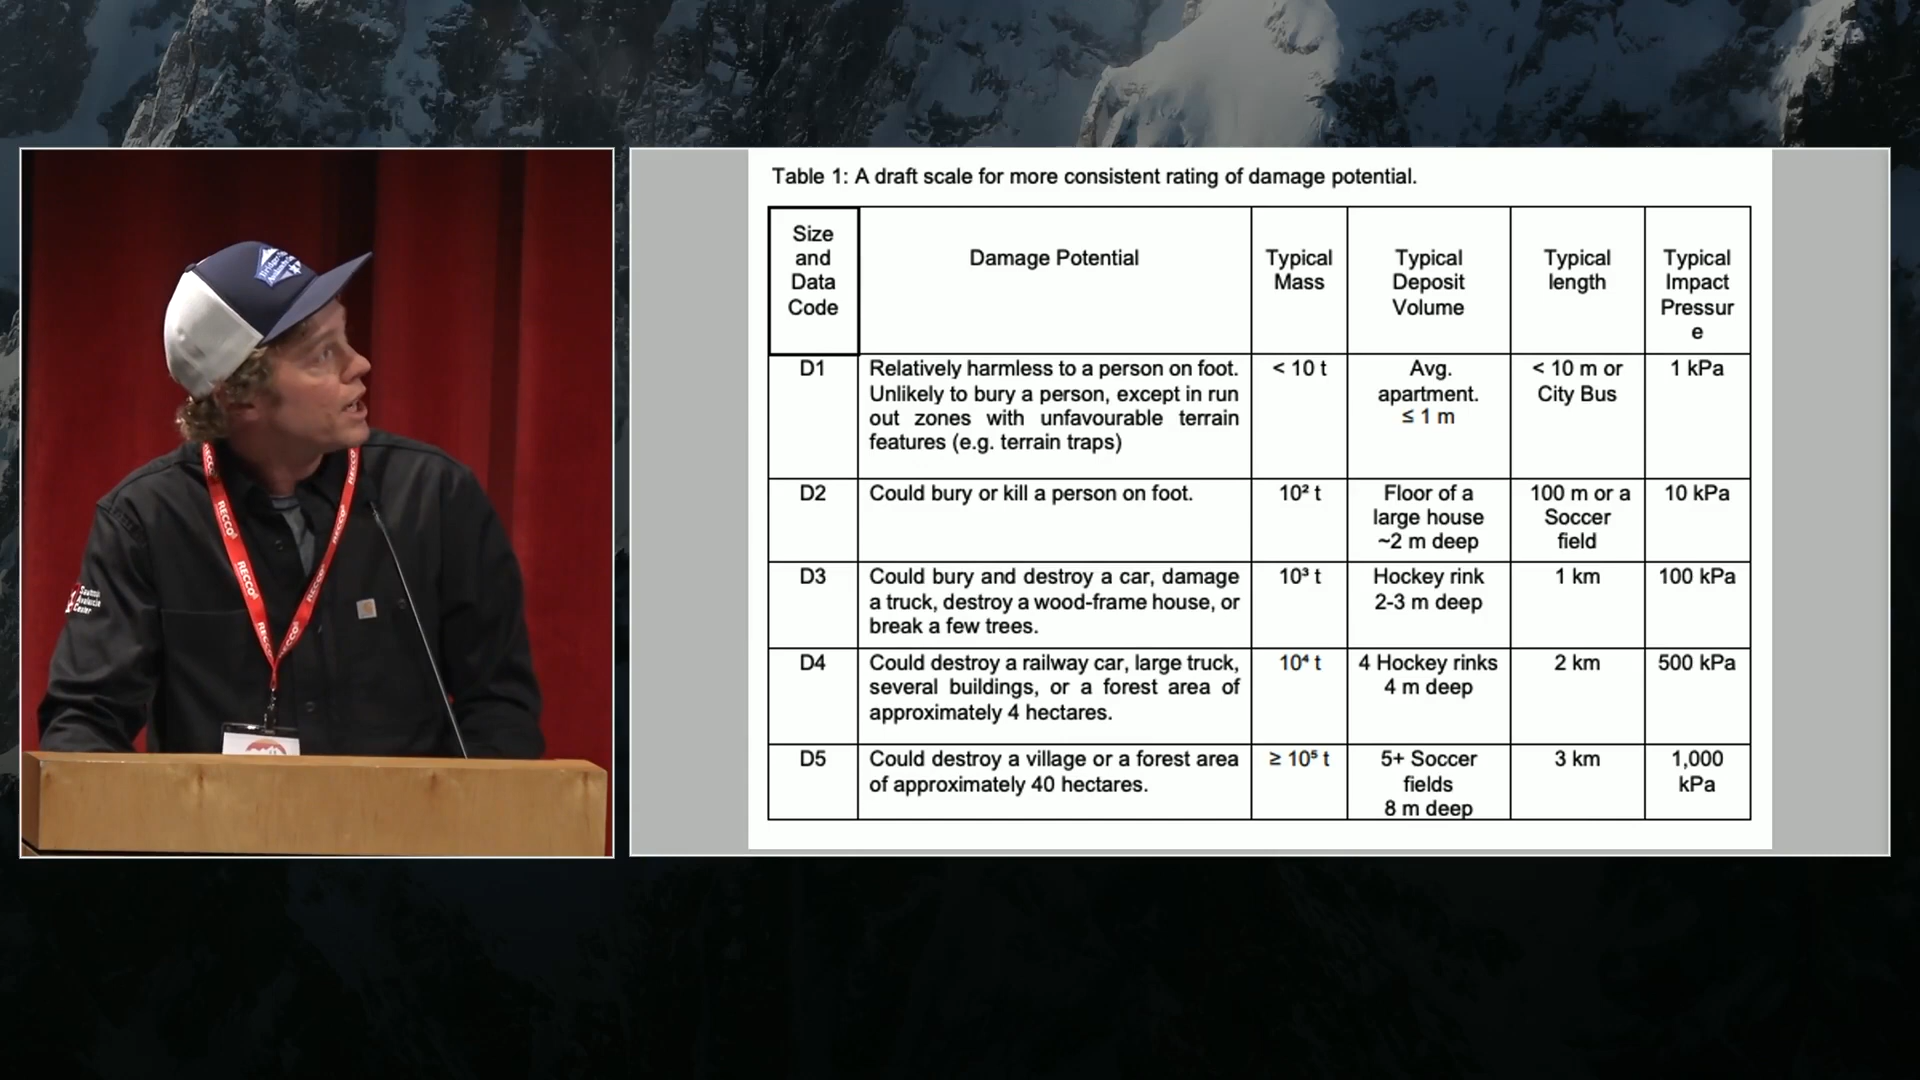 Bridger
Avalanche
RECCO
RECCO
RECCO
RECCO
RECCO
RECCO
RECCO
Sawtooth
Avalanche
Center
Table 1: A draft scale for more consistent rating of damage potential.
Size
and
Data
Code
Damage Potential
Typical
Mass
Typical
Deposit
Volume
Typical
length
Typical
Impact
Pressur
e
D1
Relatively harmless to a person on foot.
Unlikely to bury a person, except in run
out zones with unfavourable terrain
features (e.g. terrain traps)
< 10 t
Avg.
apartment.
≤ 1 m
< 10 m or
City Bus
1 kPa
D2
Could bury or kill a person on foot.
10² t
Floor of a
large house
~2 m deep
100 m or a
Soccer
field
10 kPa
D3
Could bury and destroy a car, damage
a truck, destroy a wood-frame house, or
break a few trees.
10³ t
Hockey rink
2-3 m deep
1 km
100 kPa
D4
Could destroy a railway car, large truck,
several buildings, or a forest area of
approximately 4 hectares.
10⁴ t
4 Hockey rinks
4 m deep
2 km
500 kPa
D5
Could destroy a village or a forest area
of approximately 40 hectares.
≥ 10⁵ t
5+ Soccer
fields
8 m deep
3 km
1,000
kPa